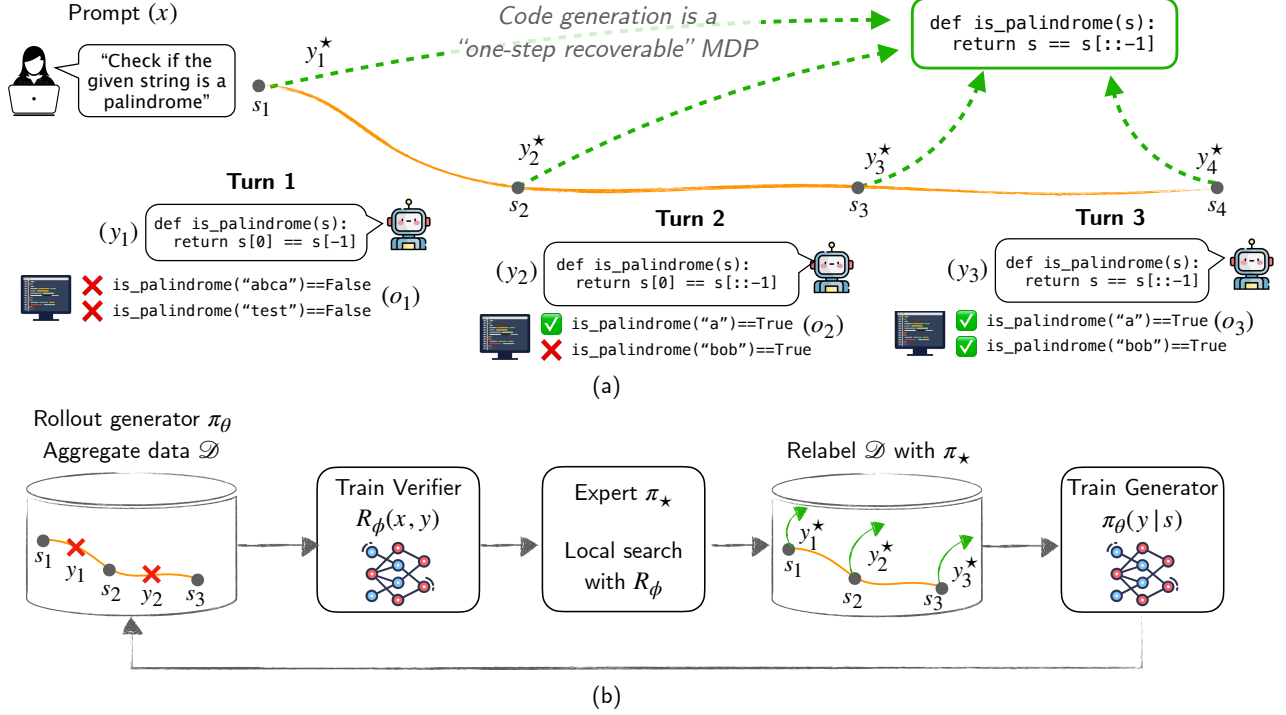 Prompt (x)
“Check if the
given string is a
palindrome”
s₁
y₁★
Code generation is a
“one-step recoverable” MDP
def is_palindrome(s):
return s == s[::-1]
y₂★
s₂
y₃★
s₃
y₄★
s₄
Turn 1
(y₁)
def is_palindrome(s):
return s[0] == s[-1]
is_palindrome(“abca”)==False
is_palindrome(“test”)==False
(o₁)
Turn 2
(y₂)
def is_palindrome(s):
return s[0] == s[::-1]
is_palindrome(“a”)==True (o₂)
is_palindrome(“bob”)==True
Turn 3
(y₃)
def is_palindrome(s):
return s == s[::-1]
is_palindrome(“a”)==True (o₃)
is_palindrome(“bob”)==True
(a)
Rollout generator πθ
Aggregate data 𝒟
s₁
y₁
s₂
y₂
s₃
Train Verifier
Rϕ(x, y)
Expert π⋆
Local search
with Rϕ
Relabel 𝒟 with π⋆
y₁★
s₁
y₂★
s₂
y₃★
s₃
Train Generator
πθ(y | s)
(b)